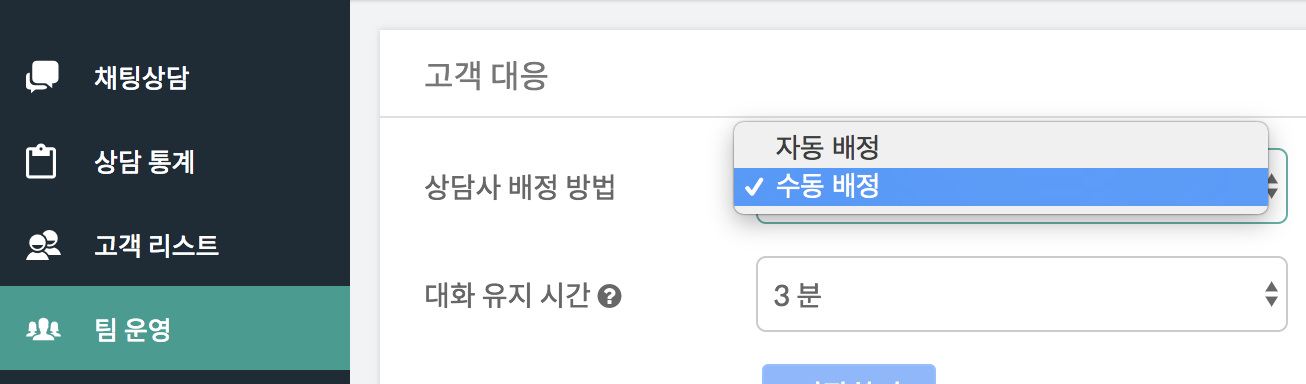 채팅상담
상담 통계
고객 리스트
팀 운영
고객 대응
상담사 배정 방법
자동 배정
수동 배정
대화 유지 시간
3 분